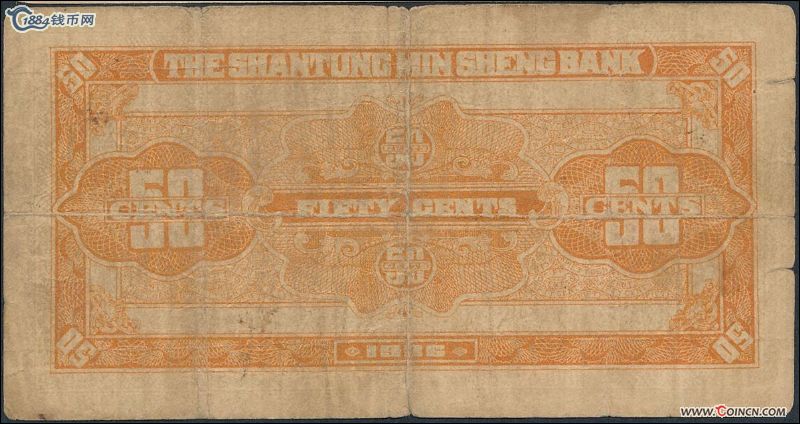 1884钱币网
50 THE SHANTUNG MIN SHENG BANK 50
50 CENTS
FIFTY CENTS
50 CENTS
50 1936 50
WWW.COINCN.COM